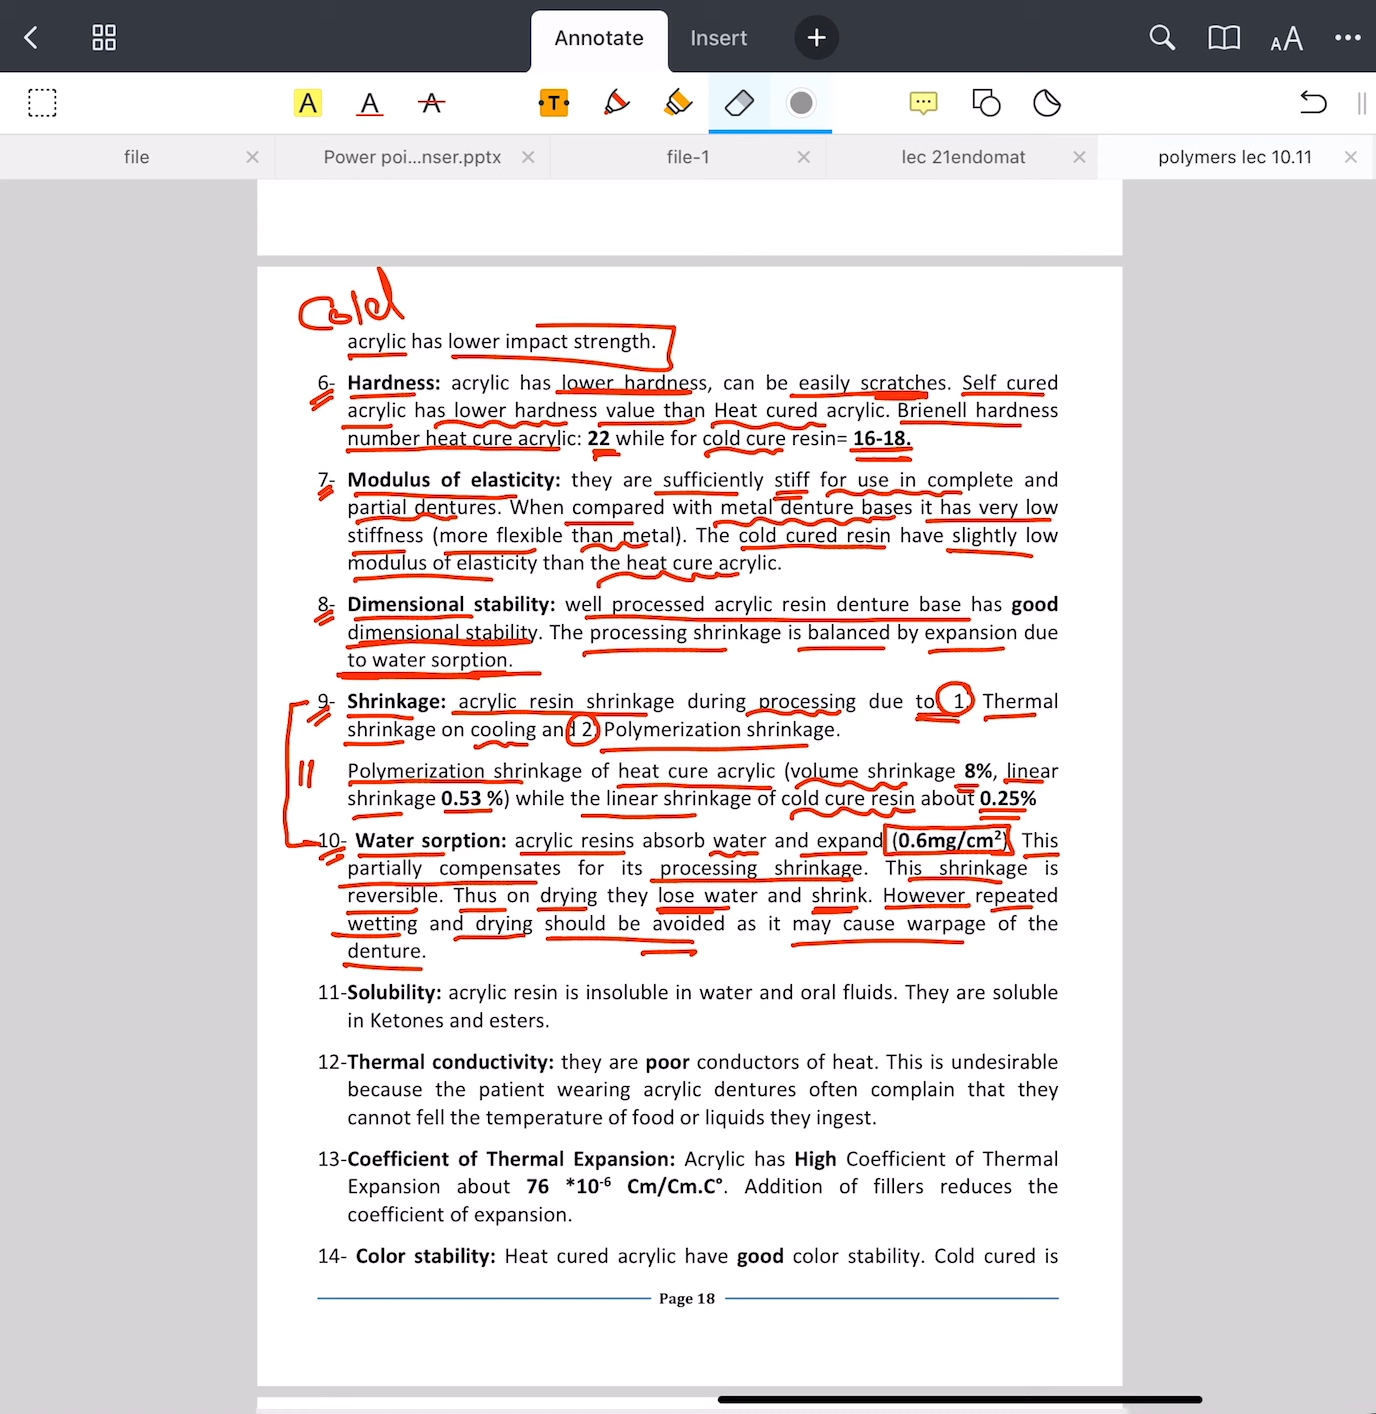 Annotate
Insert
AA
A A A T
file
Power poi...nser.pptx
file-1
lec 21endomat
polymers lec 10.11
Cold
acrylic has lower impact strength.
6- Hardness: acrylic has lower hardness, can be easily scratches. Self cured
acrylic has lower hardness value than Heat cured acrylic. Brienell hardness
number heat cure acrylic: 22 while for cold cure resin= 16-18.
7- Modulus of elasticity: they are sufficiently stiff for use in complete and
partial dentures. When compared with metal denture bases it has very low
stiffness (more flexible than metal). The cold cured resin have slightly low
modulus of elasticity than the heat cure acrylic.
8- Dimensional stability: well processed acrylic resin denture base has good
dimensional stability. The processing shrinkage is balanced by expansion due
to water sorption.
9- Shrinkage: acrylic resin shrinkage during processing due to 1. Thermal
shrinkage on cooling and 2. Polymerization shrinkage.
Polymerization shrinkage of heat cure acrylic (volume shrinkage 8%, linear
shrinkage 0.53 %) while the linear shrinkage of cold cure resin about 0.25%
10- Water sorption: acrylic resins absorb water and expand (0.6mg/cm²) This
partially compensates for its processing shrinkage. This shrinkage is
reversible. Thus on drying they lose water and shrink. However repeated
wetting and drying should be avoided as it may cause warpage of the
denture.
11-Solubility: acrylic resin is insoluble in water and oral fluids. They are soluble
in Ketones and esters.
12-Thermal conductivity: they are poor conductors of heat. This is undesirable
because the patient wearing acrylic dentures often complain that they
cannot fell the temperature of food or liquids they ingest.
13-Coefficient of Thermal Expansion: Acrylic has High Coefficient of Thermal
Expansion about 76 *10⁻⁶ Cm/Cm.C°. Addition of fillers reduces the
coefficient of expansion.
14- Color stability: Heat cured acrylic have good color stability. Cold cured is
Page 18